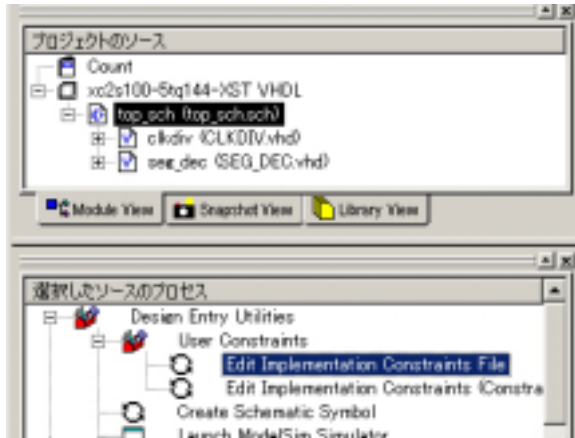 プロジェクトのソース
Count
xc2s100-5tq144-XST VHDL
top_sch (top_sch.sch)
clkdiv (CLKDIV.vhd)
seg_dec (SEG_DEC.vhd)
Module View
Snapshot View
Library View
選択したソースのプロセス
Design Entry Utilities
User Constraints
Edit Implementation Constraints File
Edit Implementation Constraints (Constra
Create Schematic Symbol
Launch ModelSim Simulator